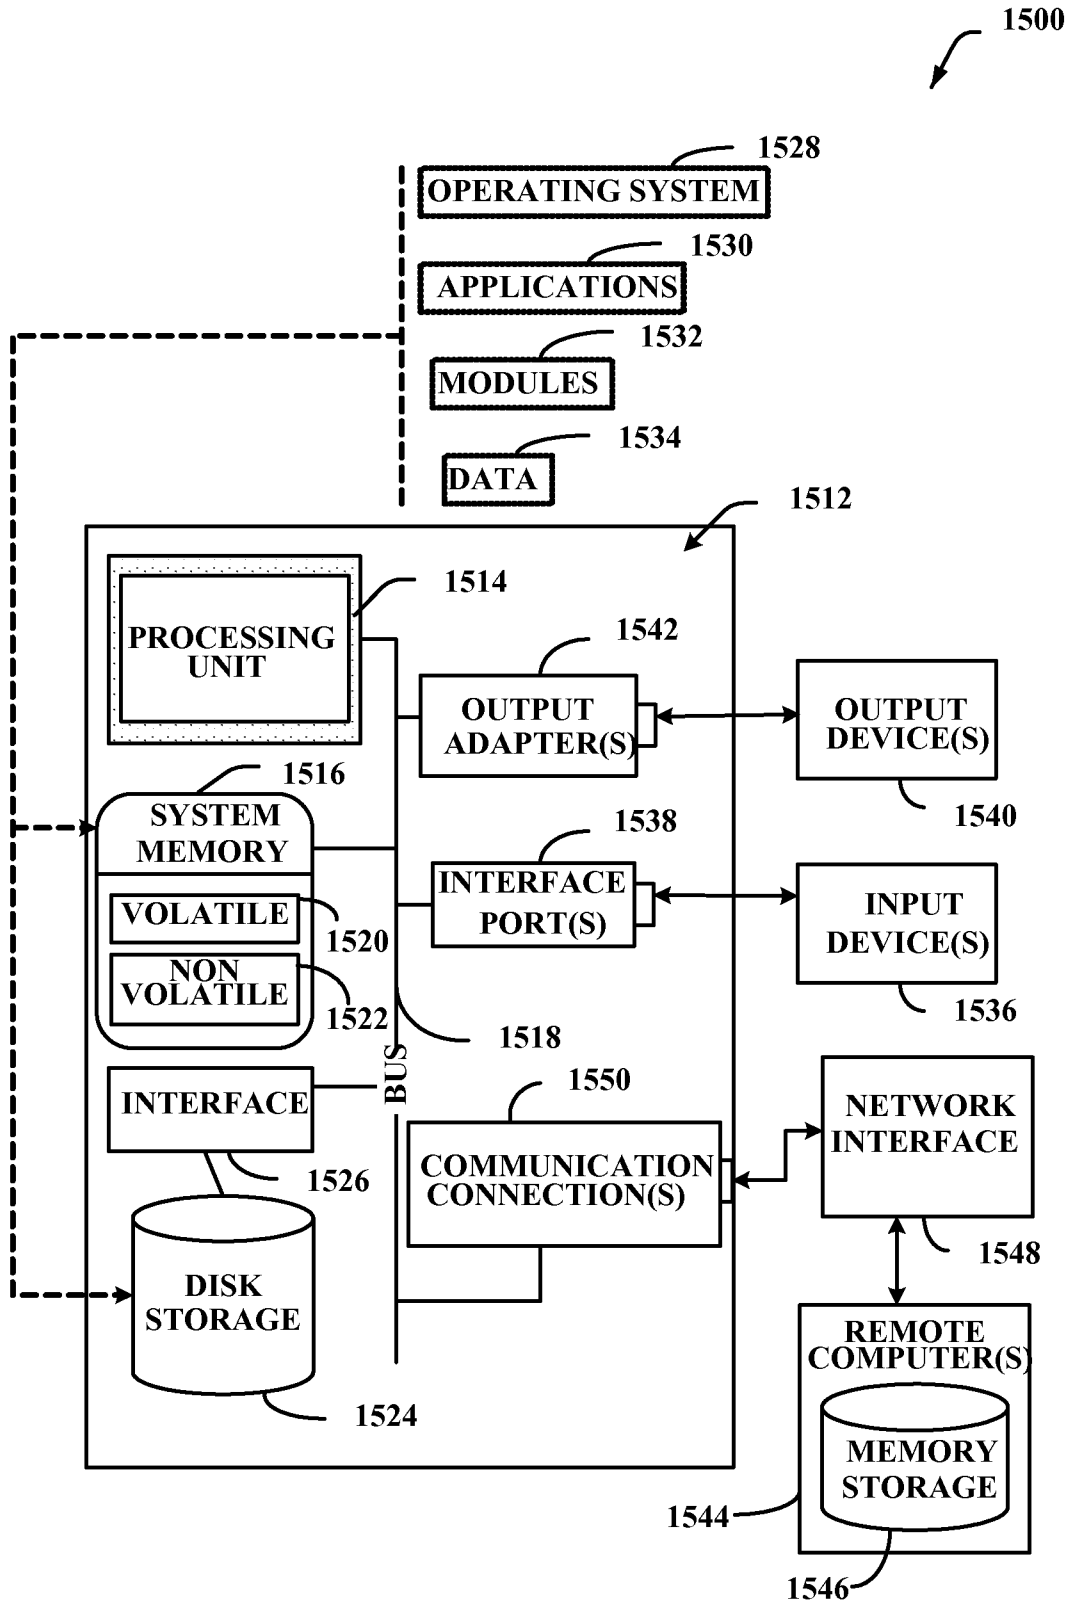 1500
1528
OPERATING SYSTEM
1530
APPLICATIONS
1532
MODULES
1534
DATA
1512
1514
PROCESSING
UNIT
1542
OUTPUT
ADAPTER(S)
OUTPUT
DEVICE(S)
1540
1516
SYSTEM
MEMORY
VOLATILE
1520
NON
VOLATILE
1522
1538
INTERFACE
PORT(S)
INPUT
DEVICE(S)
1536
1518
BUS
INTERFACE
1526
1550
COMMUNICATION
CONNECTION(S)
NETWORK
INTERFACE
1548
DISK
STORAGE
1524
REMOTE
COMPUTER(S)
MEMORY
STORAGE
1544
1546